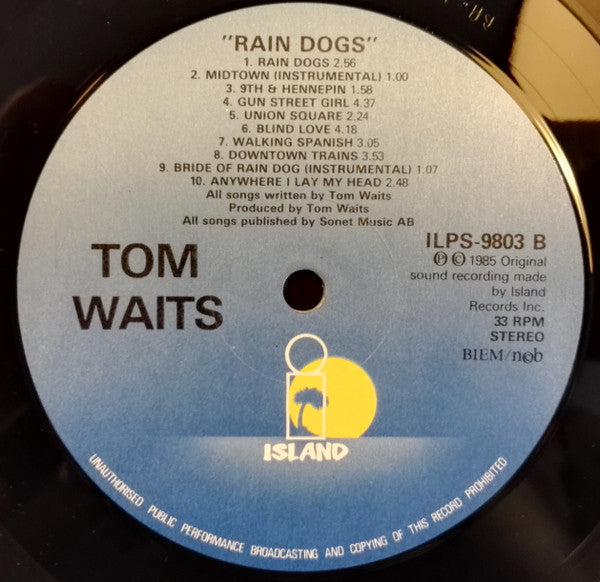 "RAIN DOGS"
1. RAIN DOGS 2.56
2. MIDTOWN (INSTRUMENTAL) 1.00
3. 9TH & HENNEPIN 1.58
4. GUN STREET GIRL 4.37
5. UNION SQUARE 2.24
6. BLIND LOVE 4.18
7. WALKING SPANISH 3.05
8. DOWNTOWN TRAINS 3.53
9. BRIDE OF RAIN DOG (INSTRUMENTAL) 1.07
10. ANYWHERE I LAY MY HEAD 2.48
All songs written by Tom Waits
Produced by Tom Waits
All songs published by Sonet Music AB
TOM
WAITS
ILPS-9803 B
℗ © 1985 Original
sound recording made
by Island
Records Inc.
33 RPM
STEREO
BIEM/ncb
ISLAND
UNAUTHORISED PUBLIC PERFORMANCE BROADCASTING AND COPYING OF THIS RECORD PROHIBITED